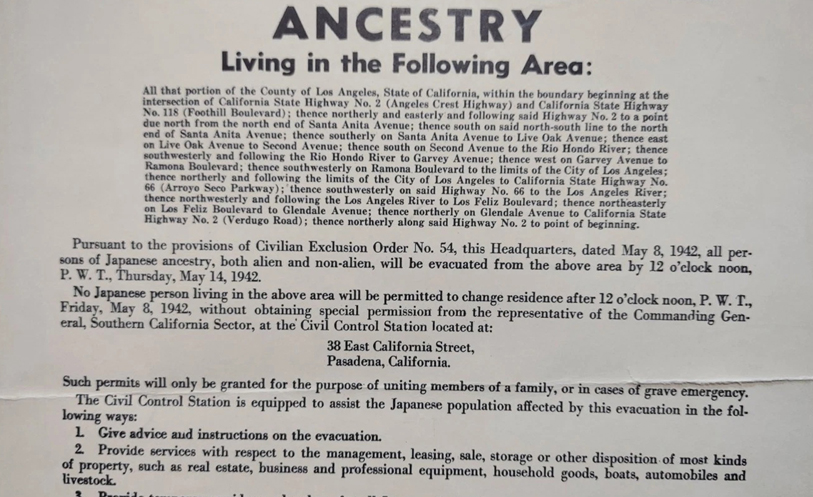 ANCESTRY
Living in the Following Area:
All that portion of the County of Los Angeles, State of California, within the boundary beginning at the
intersection of California State Highway No. 2 (Angeles Crest Highway) and California State Highway
No. 118 (Foothill Boulevard); thence northerly and easterly and following said Highway No. 2 to a point
due north from the north end of Santa Anita Avenue; thence south on said north-south line to the north
end of Santa Anita Avenue; thence southerly on Santa Anita Avenue to Live Oak Avenue; thence east
on Live Oak Avenue to Second Avenue; thence south on Second Avenue to the Rio Hondo River; thence
southwesterly and following the Rio Hondo River to Garvey Avenue; thence west on Garvey Avenue to
Ramona Boulevard; thence southwesterly on Ramona Boulevard to the limits of the City of Los Angeles;
thence northerly and following the limits of the City of Los Angeles to California State Highway No.
66 (Arroyo Seco Parkway); thence southwesterly on said Highway No. 66 to the Los Angeles River;
thence northwesterly and following the Los Angeles River to Los Feliz Boulevard; thence northeasterly
on Los Feliz Boulevard to Glendale Avenue; thence northerly on Glendale Avenue to California State
Highway No. 2 (Verdugo Road); thence northerly along said Highway No. 2 to point of beginning.
Pursuant to the provisions of Civilian Exclusion Order No. 54, this Headquarters, dated May 8, 1942, all per-
sons of Japanese ancestry, both alien and non-alien, will be evacuated from the above area by 12 o'clock noon,
P. W. T., Thursday, May 14, 1942.
No Japanese person living in the above area will be permitted to change residence after 12 o'clock noon, P. W. T.,
Friday, May 8, 1942, without obtaining special permission from the representative of the Commanding Gen-
eral, Southern California Sector, at the Civil Control Station located at:
38 East California Street,
Pasadena, California.
Such permits will only be granted for the purpose of uniting members of a family, or in cases of grave emergency.
The Civil Control Station is equipped to assist the Japanese population affected by this evacuation in the fol-
lowing ways:
1. Give advice and instructions on the evacuation.
2. Provide services with respect to the management, leasing, sale, storage or other disposition of most kinds
of property, such as real estate, business and professional equipment, household goods, boats, automobiles and
livestock.